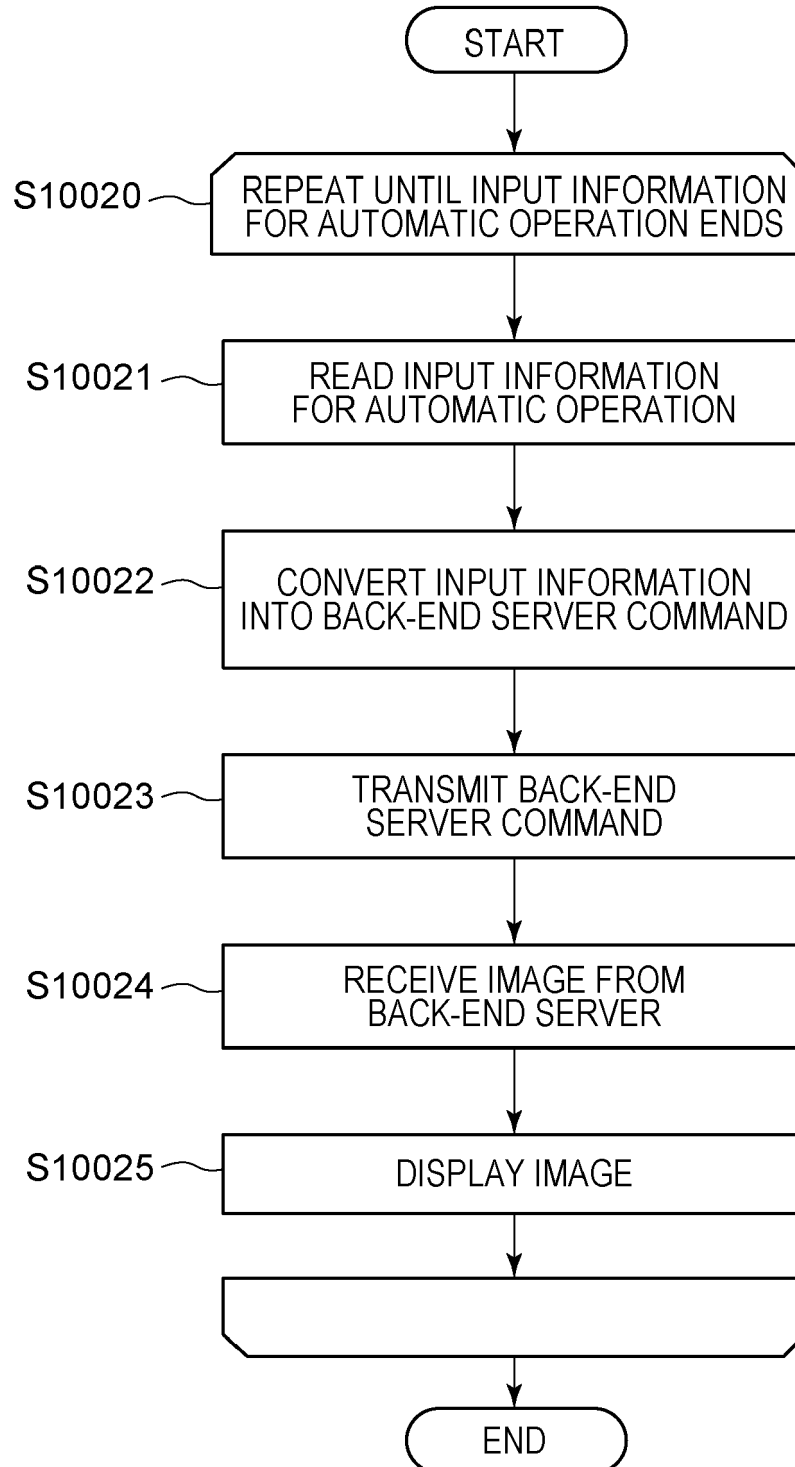 START
S10020
REPEAT UNTIL INPUT INFORMATION
FOR AUTOMATIC OPERATION ENDS
S10021
READ INPUT INFORMATION
FOR AUTOMATIC OPERATION
S10022
CONVERT INPUT INFORMATION
INTO BACK-END SERVER COMMAND
S10023
TRANSMIT BACK-END
SERVER COMMAND
S10024
RECEIVE IMAGE FROM
BACK-END SERVER
S10025
DISPLAY IMAGE
END